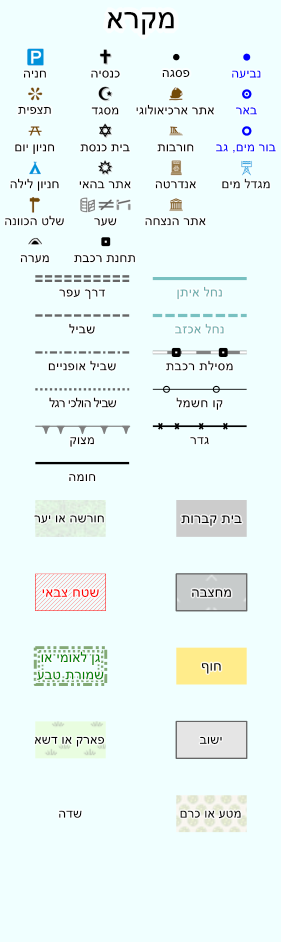 מקרא
נביעה
פסגה
כנסיה
חניה
באר
אתר ארכיאולוגי
מסגד
תצפית
בור מים, גב
חורבות
בית כנסת
חניון יום
מגדל מים
אנדרטה
אתר בהאי
חניון לילה
אתר הנצחה
שער
שלט הכוונה
תחנת רכבת
מערה
נחל איתן
דרך עפר
נחל אכזב
שביל
מסילת רכבת
שביל אופניים
קו חשמל
שביל הולכי רגל
גדר
מצוק
חומה
בית קברות
חורשה או יער
מחצבה
שטח צבאי
חוף
גן לאומי או
שמורת טבע
ישוב
פארק או דשא
מטע או כרם
שדה